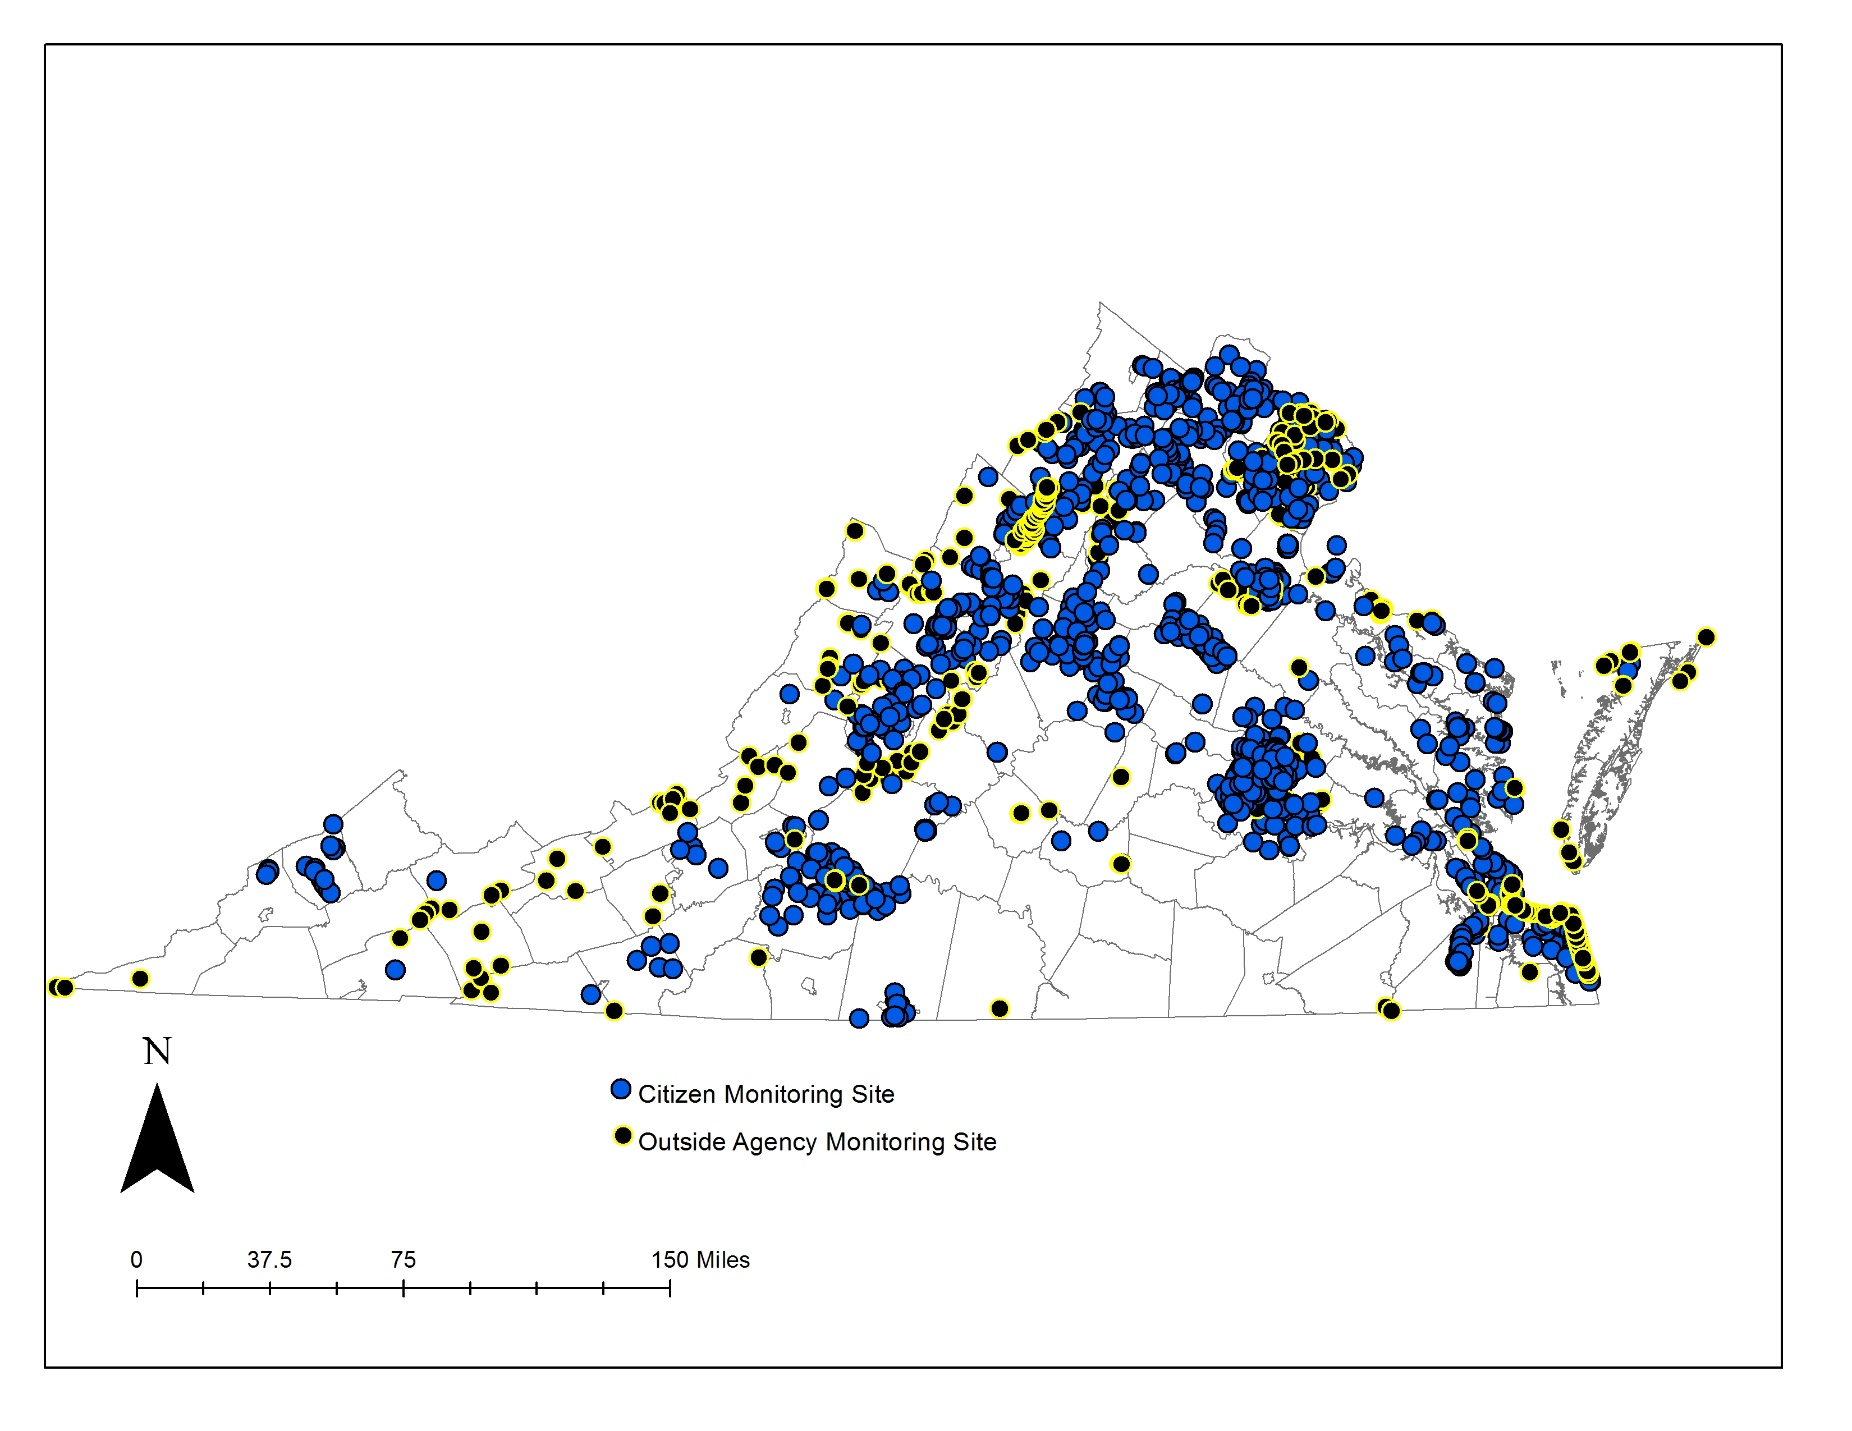 N
Citizen Monitoring Site
Outside Agency Monitoring Site
0 37.5 75 150 Miles